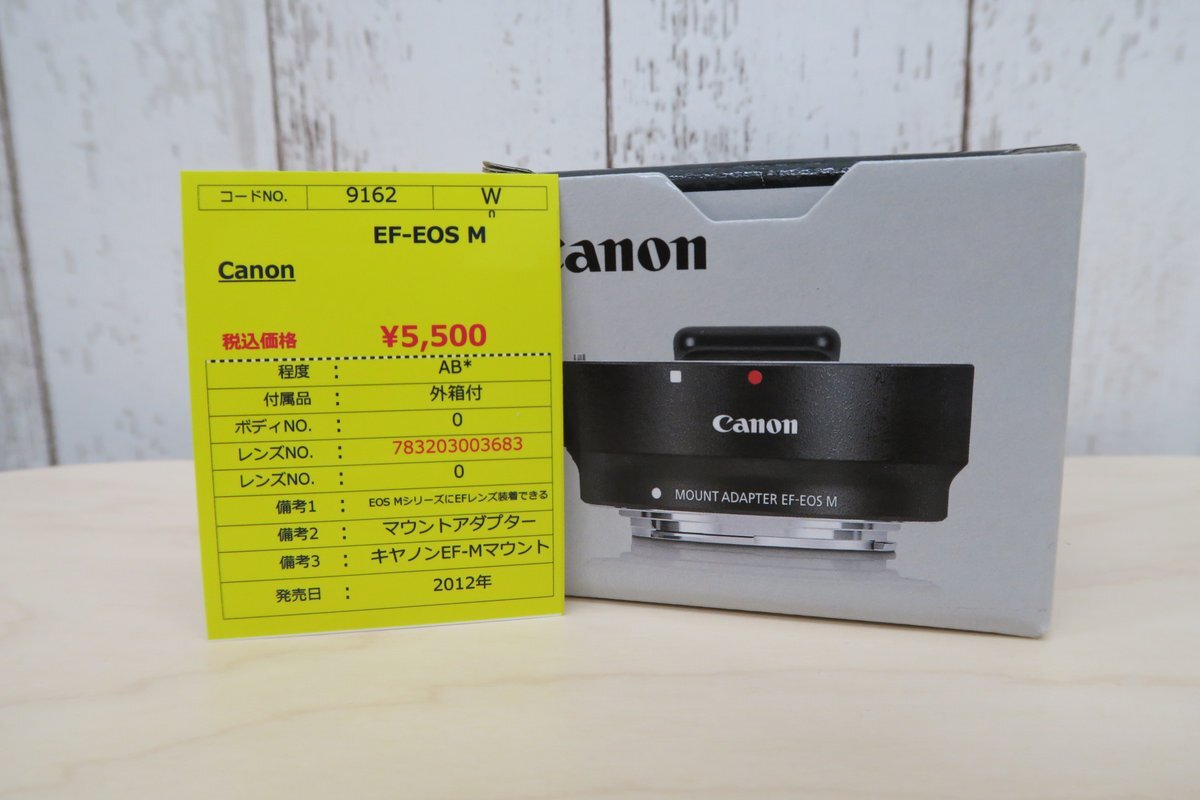 コードNO. 9162 W
n
EF-EOS M
Canon
税込価格 ¥5,500
程度 : AB*
付属品 : 外箱付
ボディNO. : 0
レンズNO. : 783203003683
レンズNO. : 0
備考1 : EOS MシリーズにEFレンズ装着できる
備考2 : マウントアダプター
備考3 : キヤノンEF-Mマウント
発売日 : 2012年
Canon
Canon
MOUNT ADAPTER EF-EOS M